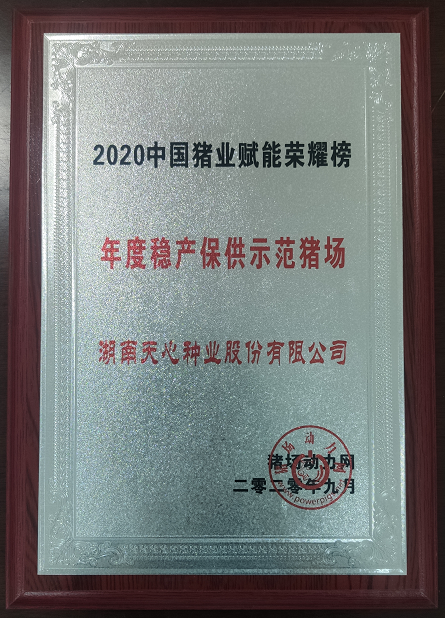 2020中国猪业赋能荣耀榜
年度稳产保供示范猪场
湖南天心种业股份有限公司
猪场动力网
二零二零年九月